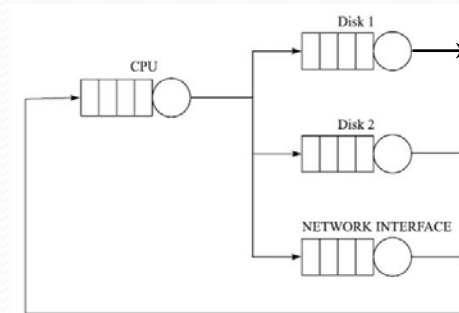 Disk 1
CPU
Disk 2
NETWORK INTERFACE